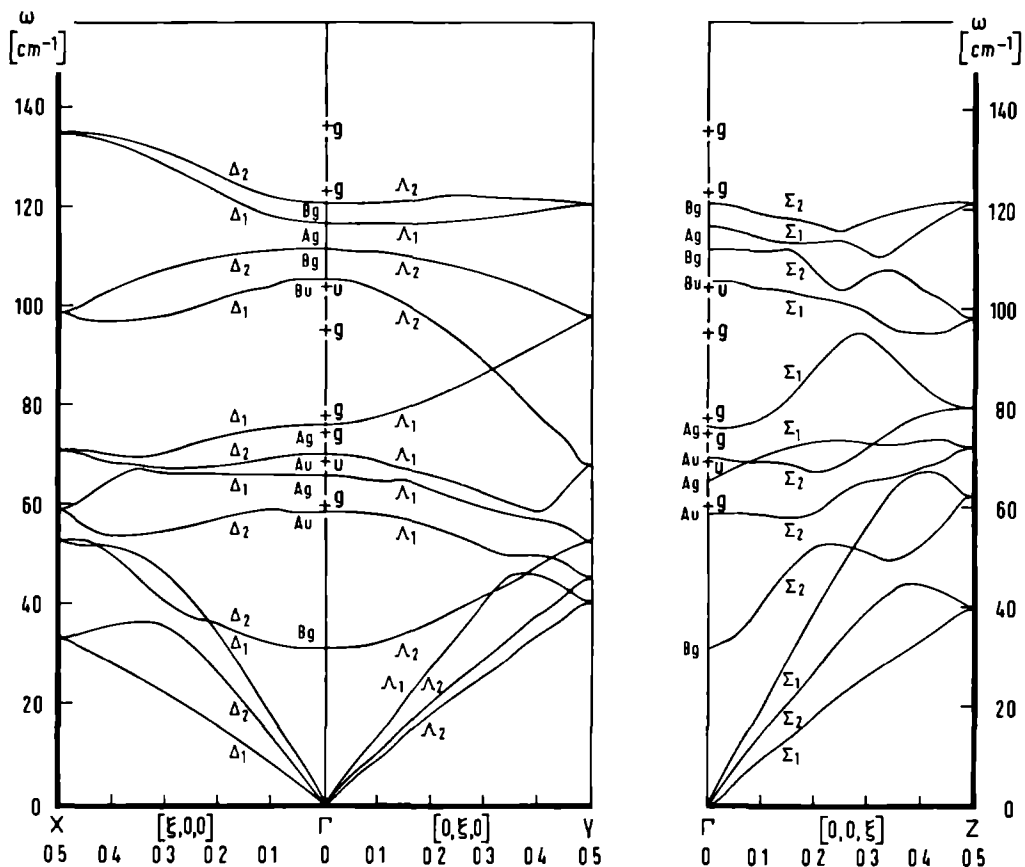 ω ω
[cm⁻¹] [cm⁻¹]
140 140
+g +g
Δ₂ Λ₂ +g +g
120 Bg Bg Σ₂ 120
Δ₁ Ag Λ₁ Ag Σ₁
Δ₂ Bg Λ₂ Bg Σ₂
100 Δ₁ Bu +u Λ₂ Bu +u Σ₁ 100
+g +g
80 Δ₁ +g Λ₁ +g Σ₁ 80
Δ₂ Ag +g Λ₁ Ag +g Σ₁
Δ₁ Au +u Λ₁ Au +u Σ₂
60 Ag +g Ag +g 60
Δ₂ Au Λ₁ Au Σ₂
40 Δ₂ Σ₂ 40
Δ₁ Bg Λ₂ Bg
Λ₁ Λ₂ Σ₁
20 Δ₂ Λ₂ Σ₂ 20
Δ₁ Σ₁
0 0
X [ξ,0,0] Γ [0,ξ,0] Y Γ [0,0,ξ] Z
0.5 0.4 0.3 0.2 0.1 0 0.1 0.2 0.3 0.4 0.5 0 0.1 0.2 0.3 0.4 0.5